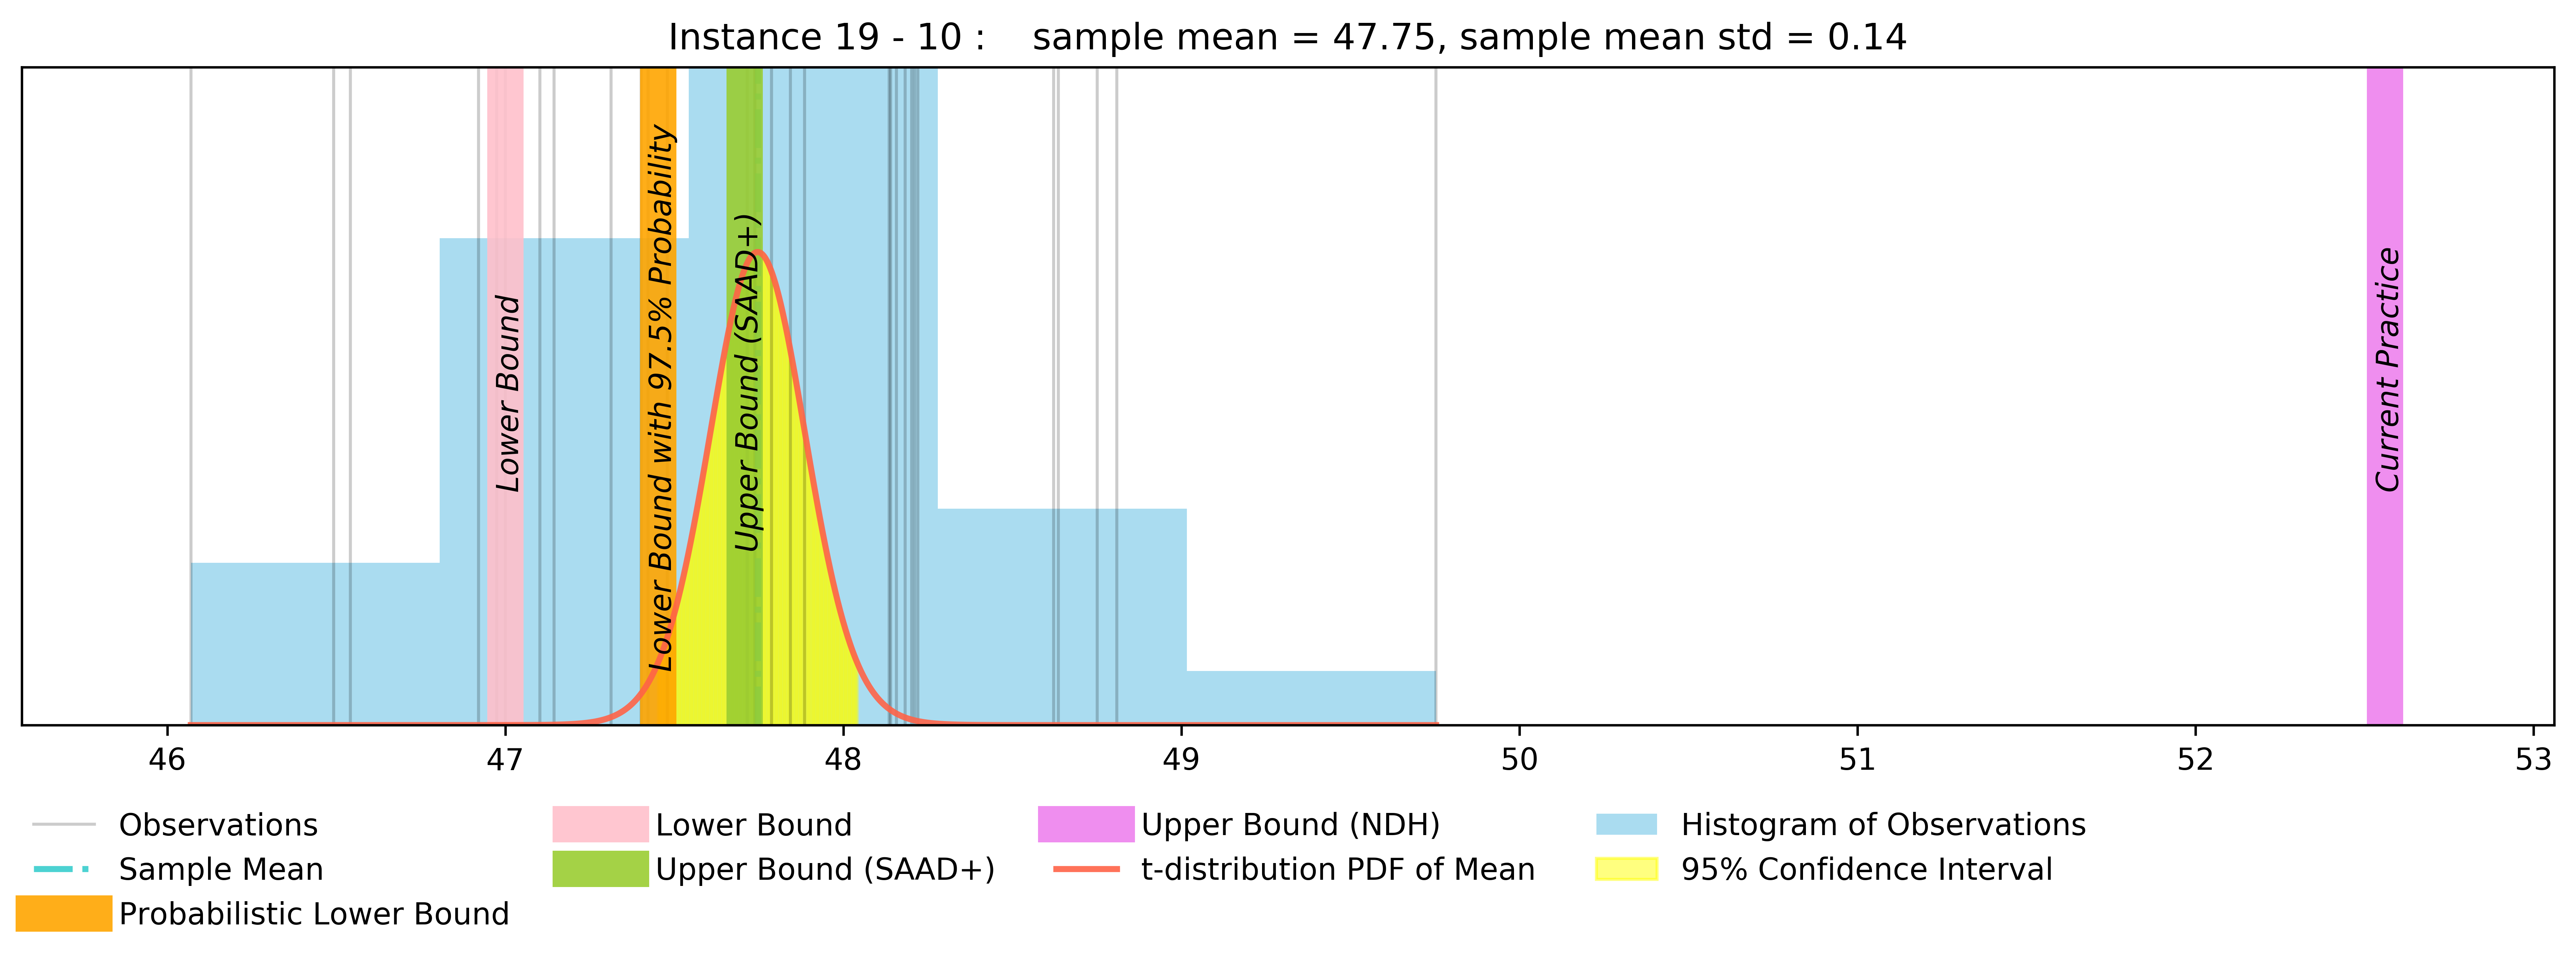 Instance 19 - 10 :    sample mean = 47.75, sample mean std = 0.14
Lower Bound
Lower Bound with 97.5% Probability
Upper Bound (SAAD+)
Current Practice
46 47 48 49 50 51 52 53
Observations Lower Bound Upper Bound (NDH) Histogram of Observations
Sample Mean Upper Bound (SAAD+) t-distribution PDF of Mean 95% Confidence Interval
Probabilistic Lower Bound